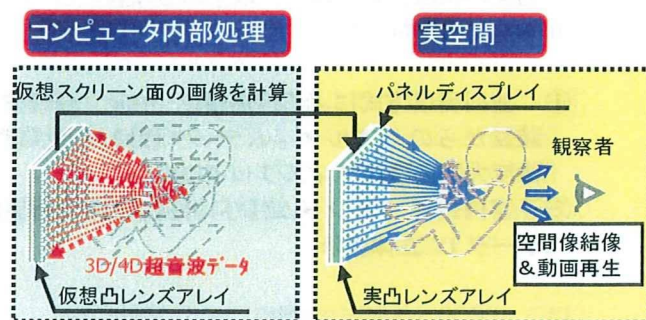 コンピュータ内部処理
実空間
仮想スクリーン面の画像を計算
パネルディスプレイ
観察者
3D/4D超音波データ
空間像結像
&動画再生
仮想凸レンズアレイ
実凸レンズアレイ